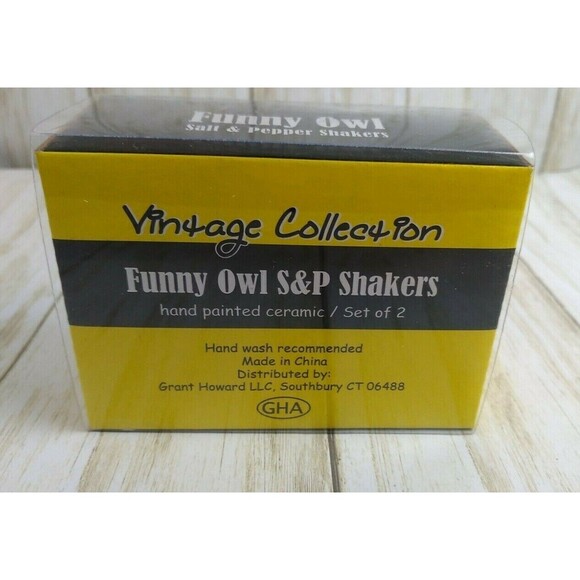 Funny Owl
Salt & Pepper Shakers
Vintage Collection
Funny Owl S&P Shakers
hand painted ceramic / Set of 2
Hand wash recommended
Made in China
Distributed by:
Grant Howard LLC, Southbury CT 06488
GHA